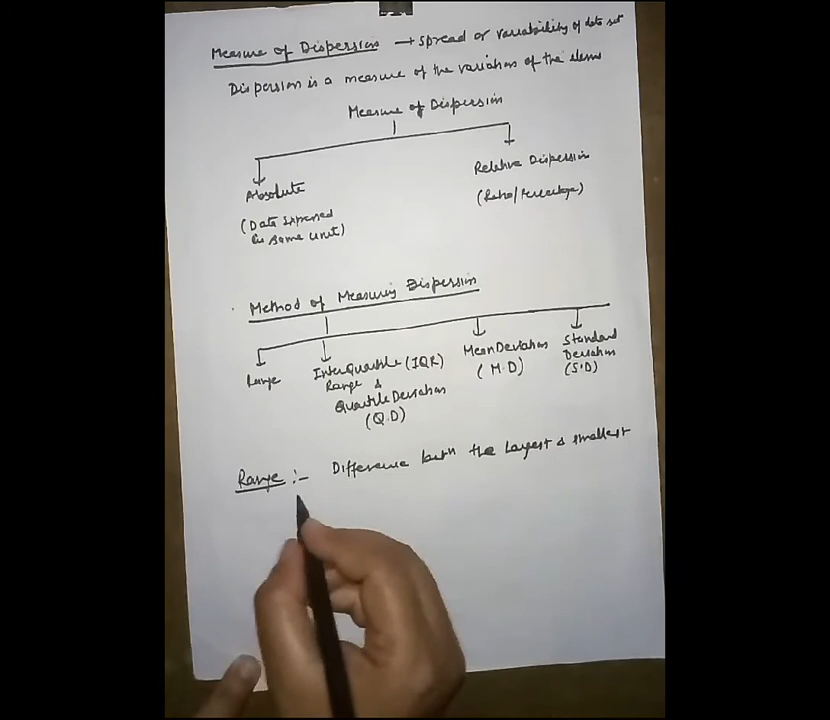 Measure of Dispersion → Spread or variability of data set
Dispersion is a measure of the variation of the items
Measure of Dispersion
Absolute
Relative Dispersion
(Data expressed
in same unit)
(Ratio/Percentage)
Method of Measuring Dispersion
Range
InterQuartile (IQR)
Range &
Quartile Deviation
(Q.D)
Mean Deviation
(M.D)
Standard
Deviation
(S.D)
Range :- Difference betn the Largest & smallest